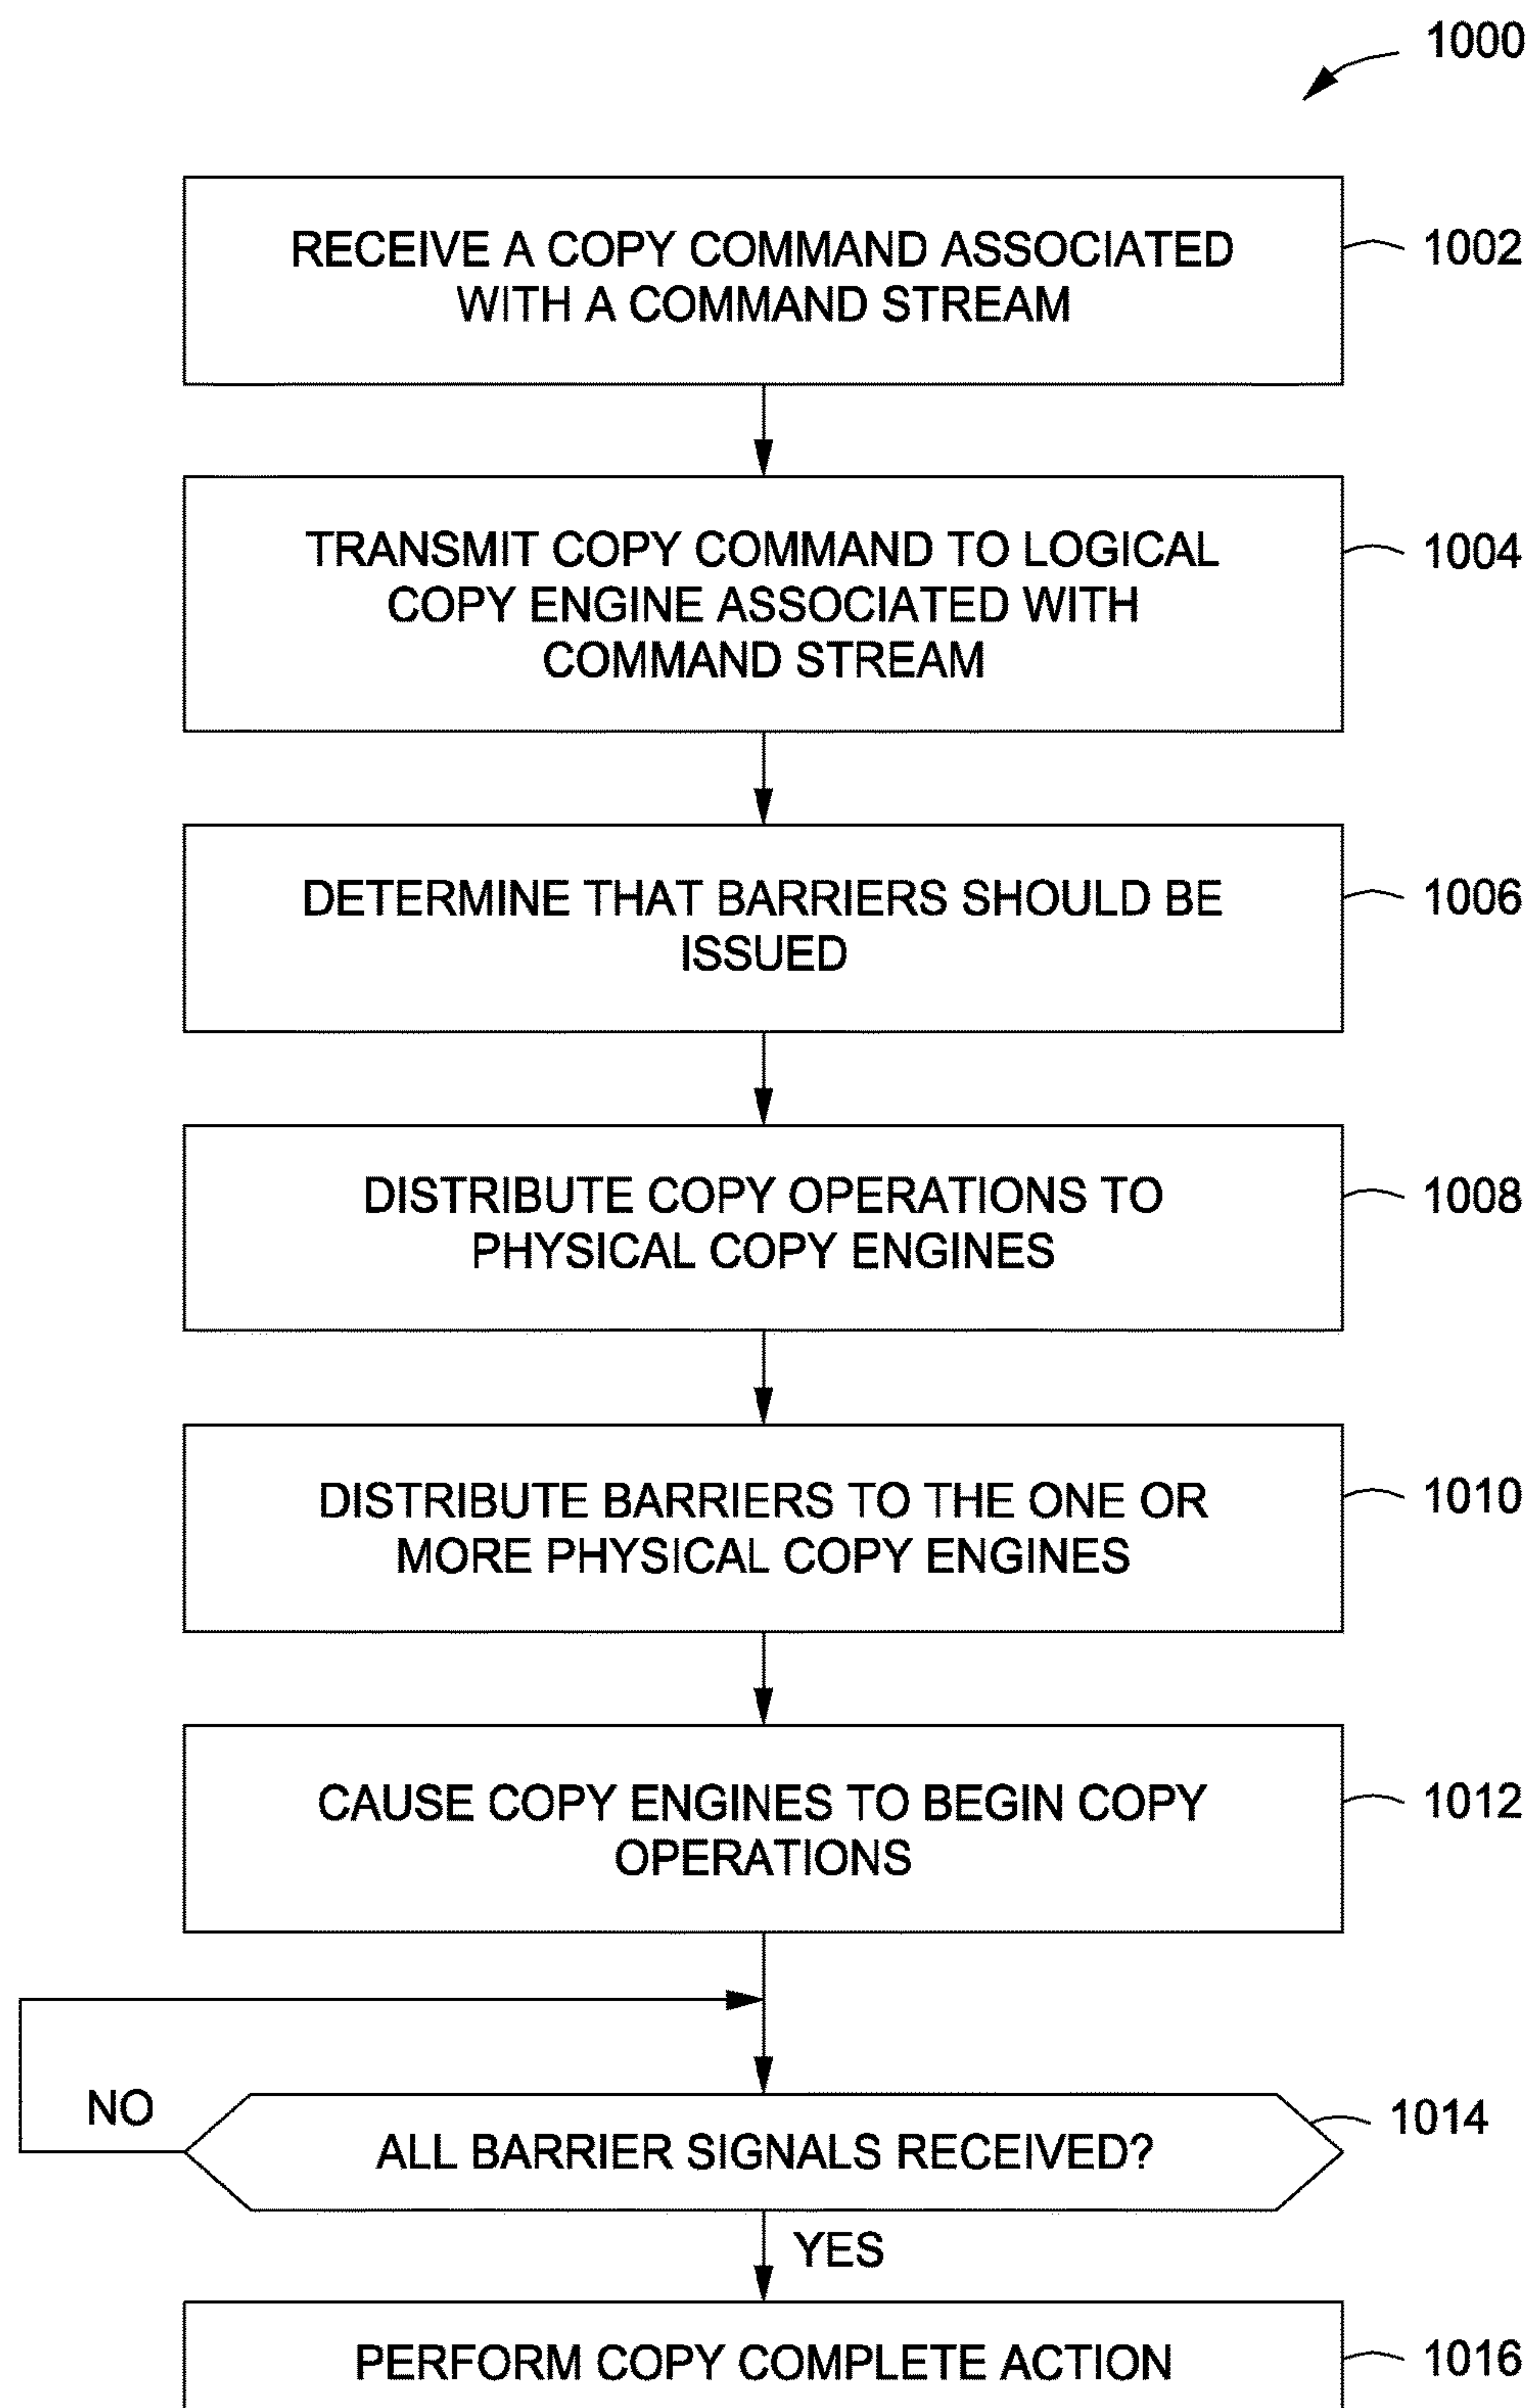 1000
RECEIVE A COPY COMMAND ASSOCIATED
WITH A COMMAND STREAM
1002
TRANSMIT COPY COMMAND TO LOGICAL
COPY ENGINE ASSOCIATED WITH
COMMAND STREAM
1004
DETERMINE THAT BARRIERS SHOULD BE
ISSUED
1006
DISTRIBUTE COPY OPERATIONS TO
PHYSICAL COPY ENGINES
1008
DISTRIBUTE BARRIERS TO THE ONE OR
MORE PHYSICAL COPY ENGINES
1010
CAUSE COPY ENGINES TO BEGIN COPY
OPERATIONS
1012
NO
ALL BARRIER SIGNALS RECEIVED?
1014
YES
PERFORM COPY COMPLETE ACTION
1016